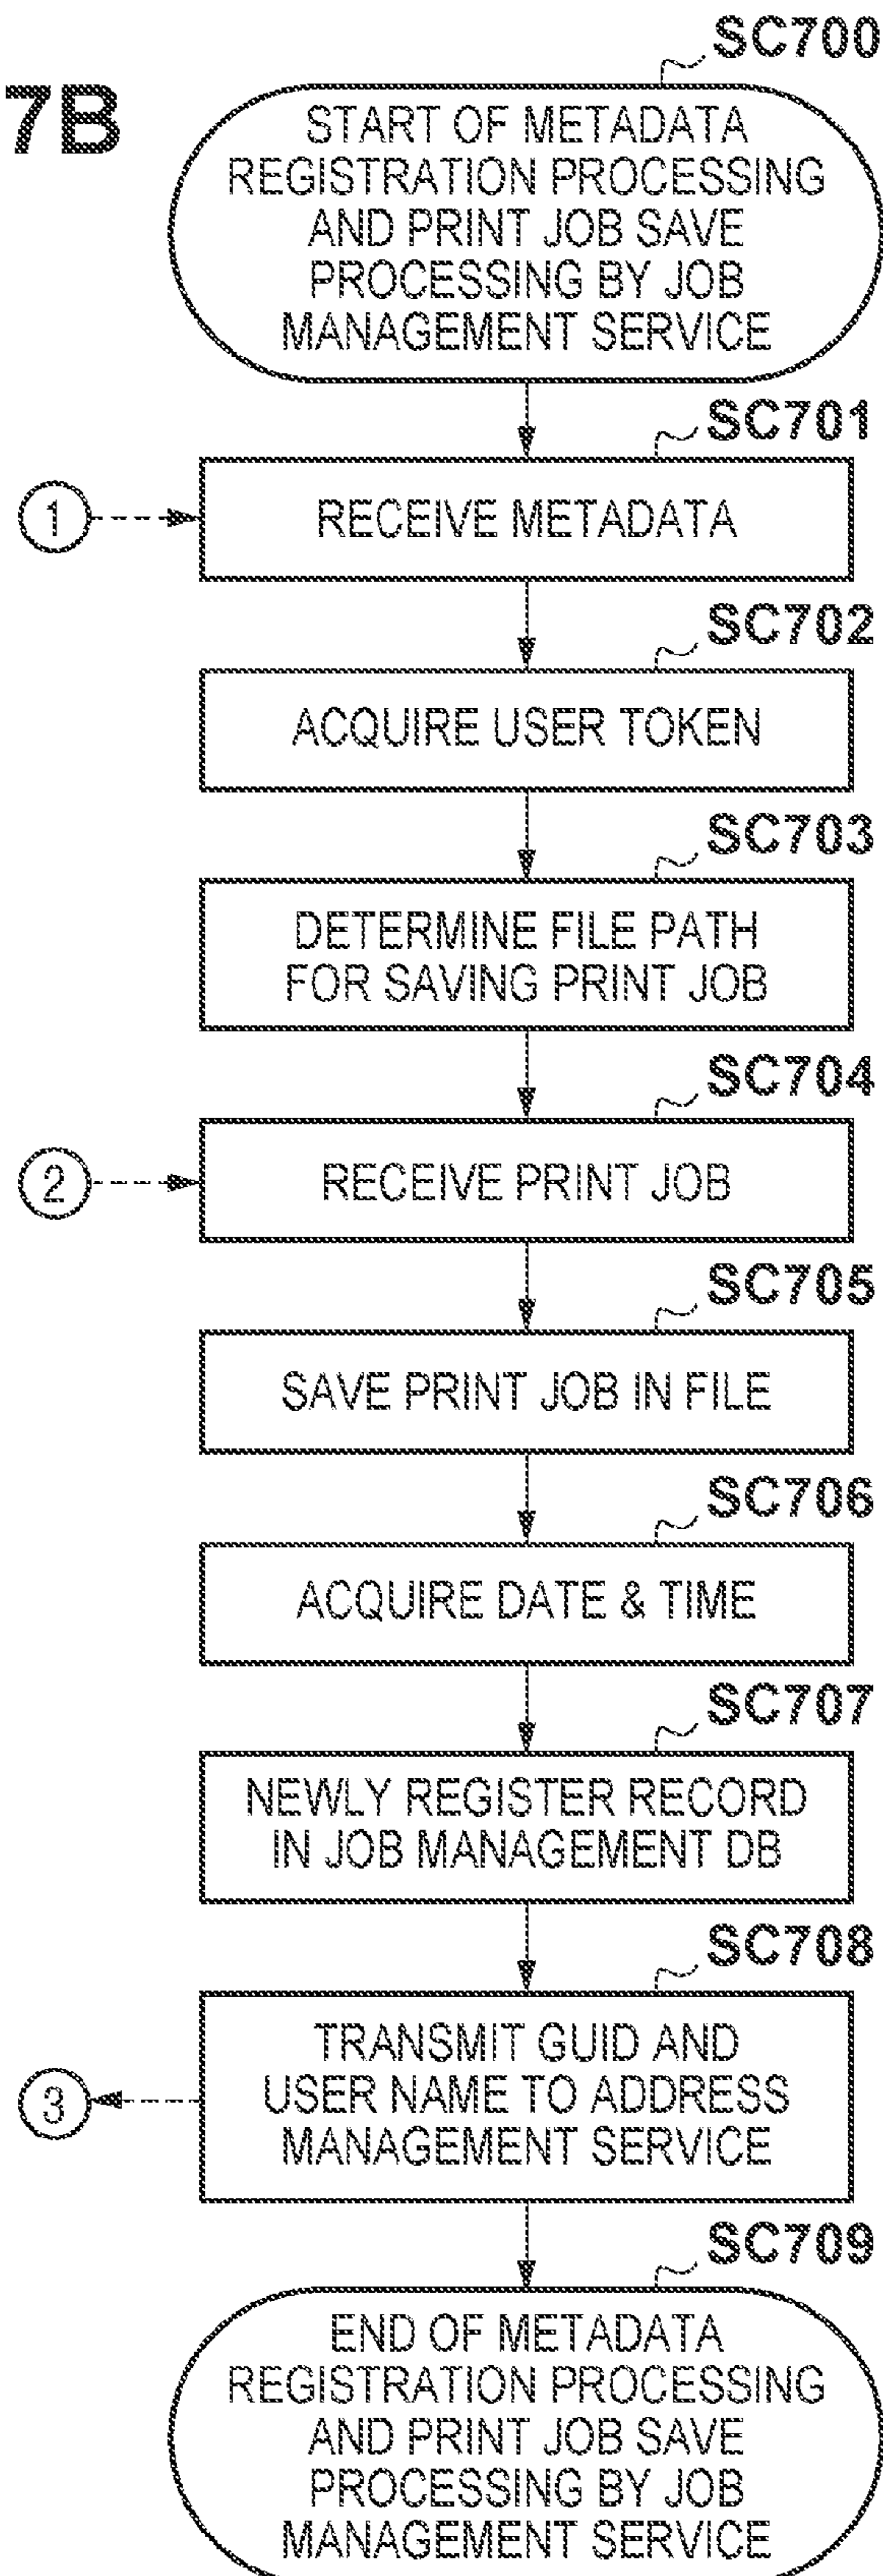 7B
SC700
START OF METADATA
REGISTRATION PROCESSING
AND PRINT JOB SAVE
PROCESSING BY JOB
MANAGEMENT SERVICE
SC701
1
RECEIVE METADATA
SC702
ACQUIRE USER TOKEN
SC703
DETERMINE FILE PATH
FOR SAVING PRINT JOB
SC704
2
RECEIVE PRINT JOB
SC705
SAVE PRINT JOB IN FILE
SC706
ACQUIRE DATE & TIME
SC707
NEWLY REGISTER RECORD
IN JOB MANAGEMENT DB
SC708
TRANSMIT GUID AND
USER NAME TO ADDRESS
MANAGEMENT SERVICE
3
SC709
END OF METADATA
REGISTRATION PROCESSING
AND PRINT JOB SAVE
PROCESSING BY JOB
MANAGEMENT SERVICE